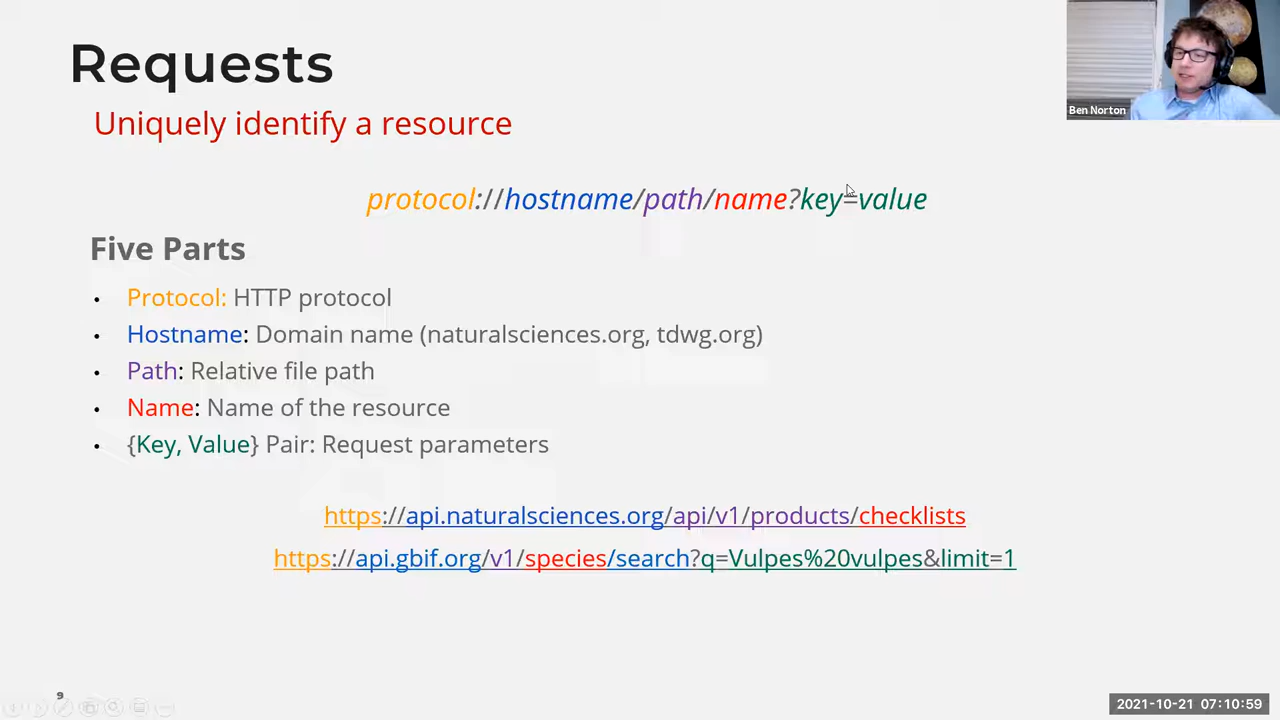 Requests
Uniquely identify a resource
protocol://hostname/path/name?key=value
Five Parts
• Protocol: HTTP protocol
• Hostname: Domain name (naturalsciences.org, tdwg.org)
• Path: Relative file path
• Name: Name of the resource
• {Key, Value} Pair: Request parameters
https://api.naturalsciences.org/api/v1/products/checklists
https://api.gbif.org/v1/species/search?q=Vulpes%20vulpes&limit=1
Ben Norton
9
2021-10-21 07:10:59